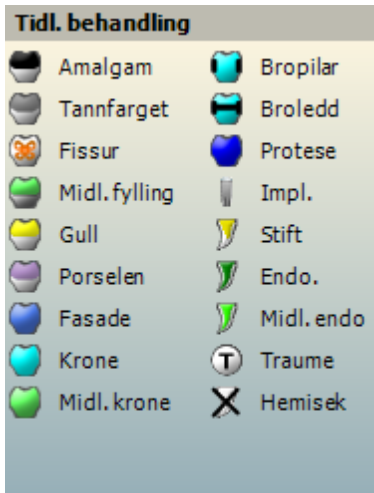 Tidl. behandling
Amalgam Bropilar
Tannfarget Broledd
Fissur Protese
Midl.fylling Impl.
Gull Stift
Porselen Endo.
Fasade Midl.endo
Krone T Traume
Midl.krone Hemisek